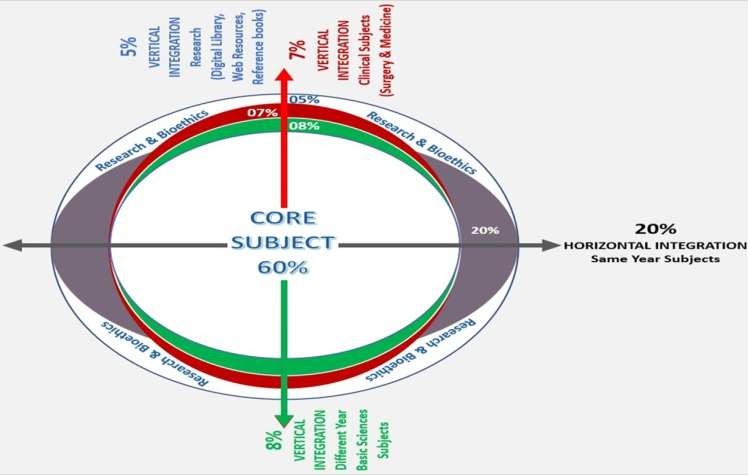 5%
VERTICAL
INTEGRATION
Research
(Digital Library,
Web Resources,
Reference books)
7%
VERTICAL
INTEGRATION
Clinical Subjects
(Surgery & Medicine)
05%
07%
08%
Research & Bioethics
Research & Bioethics
CORE
SUBJECT
60%
20%
20%
HORIZONTAL INTEGRATION
Same Year Subjects
Research & Bioethics
Research & Bioethics
8%
VERTICAL
INTEGRATION
Different Year
Basic Sciences
Subjects